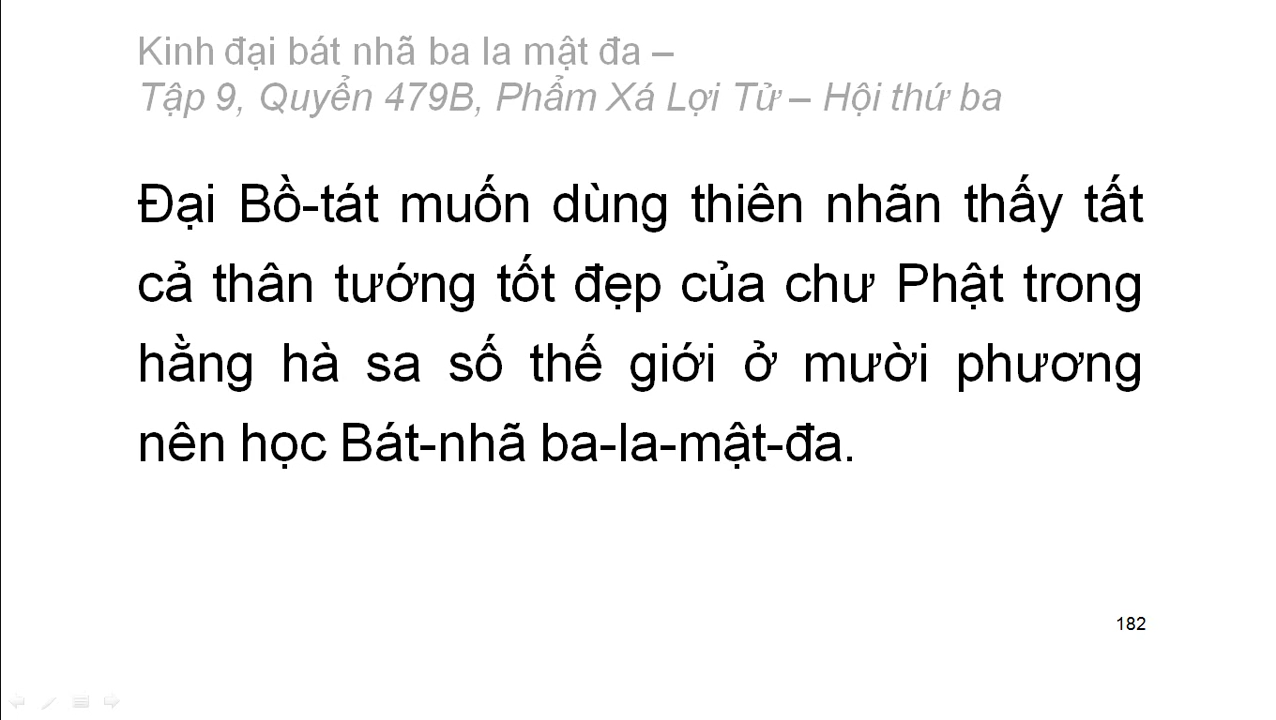 Kinh đại bát nhã ba la mật đa –
Tập 9, Quyển 479B, Phẩm Xá Lợi Tử – Hội thứ ba
Đại Bồ-tát muốn dùng thiên nhãn thấy tất
cả thân tướng tốt đẹp của chư Phật trong
hằng hà sa số thế giới ở mười phương
nên học Bát-nhã ba-la-mật-đa.
182